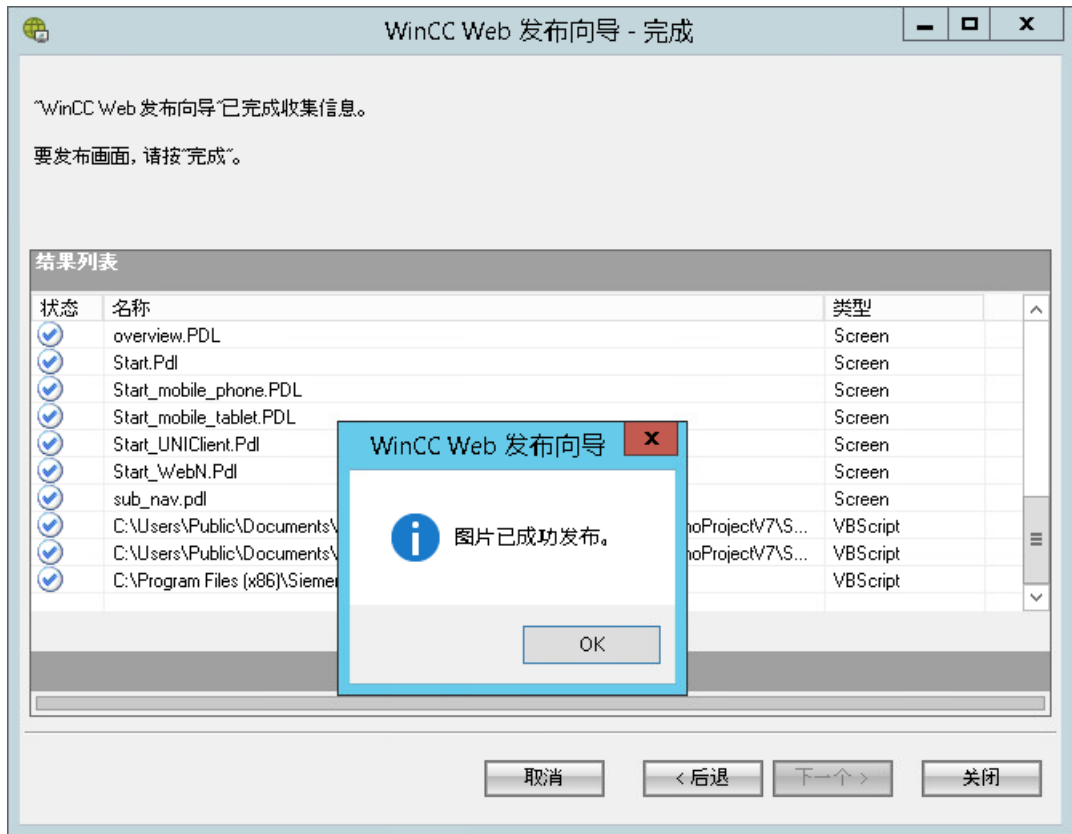 WinCC Web 发布向导 - 完成
“WinCC Web 发布向导”已完成收集信息。
要发布画面，请按“完成”。
结果列表
状态 名称 类型
overview.PDL Screen
Start.Pdl Screen
Start_mobile_phone.PDL Screen
Start_mobile_tablet.PDL Screen
Start_UNIClient.Pdl Screen
Start_WebN.Pdl Screen
sub_nav.pdl Screen
C:\Users\Public\Documents\ noProjectV7\S... VBScript
C:\Users\Public\Documents\ noProjectV7\S... VBScript
C:\Program Files (x86)\Siemen VBScript
WinCC Web 发布向导
图片已成功发布。
OK
取消 <后退 下一个> 关闭